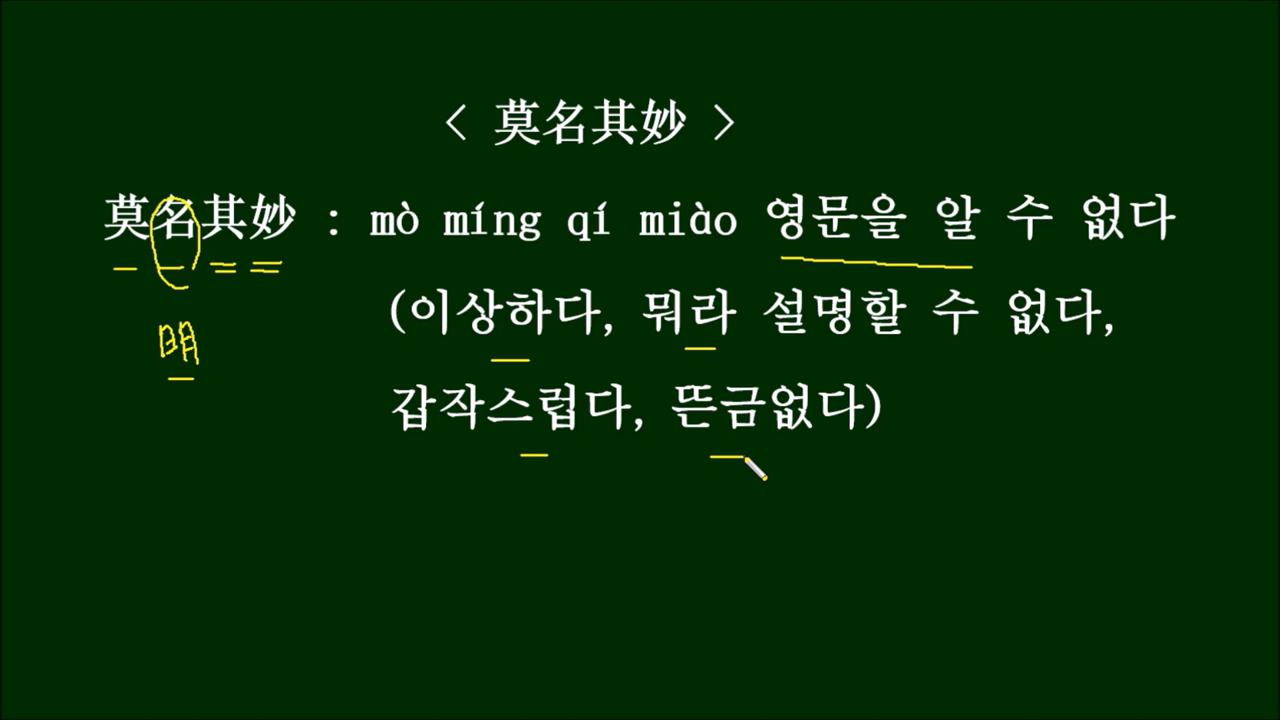 < 莫名其妙 >
莫名其妙 : mò míng qí miào 영문을 알 수 없다
(이상하다, 뭐라 설명할 수 없다,
明
갑작스럽다, 뜬금없다)